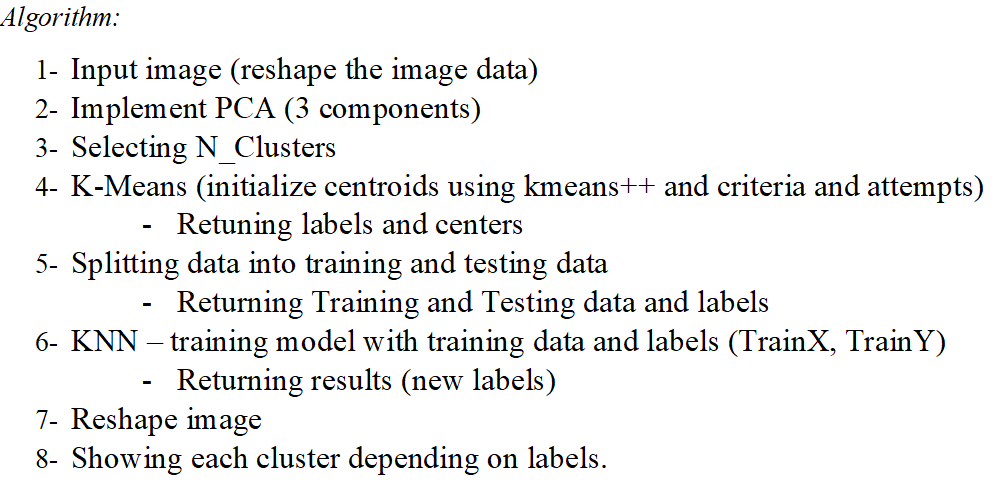 Algorithm:
1- Input image (reshape the image data)
2- Implement PCA (3 components)
3- Selecting N_Clusters
4- K-Means (initialize centroids using kmeans++ and criteria and attempts)
- Retuning labels and centers
5- Splitting data into training and testing data
- Returning Training and Testing data and labels
6- KNN – training model with training data and labels (TrainX, TrainY)
- Returning results (new labels)
7- Reshape image
8- Showing each cluster depending on labels.